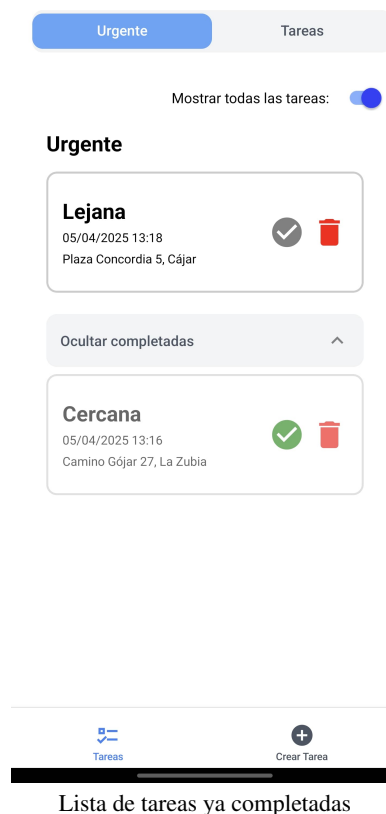 Urgente
Tareas
Mostrar todas las tareas:
Urgente
Lejana
05/04/2025 13:18
Plaza Concordia 5, Cájar
Ocultar completadas
Cercana
05/04/2025 13:16
Camino Gójar 27, La Zubia
Tareas
Crear Tarea
Lista de tareas ya completadas